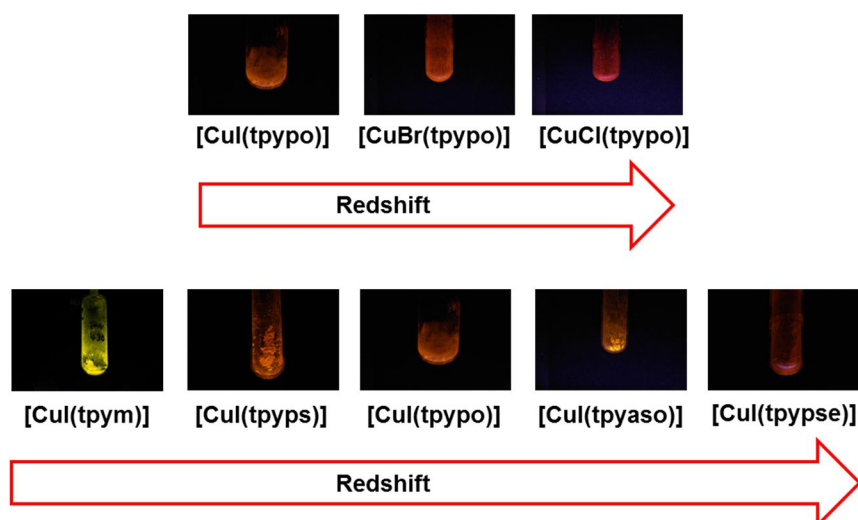 [CuI(tpypo)] [CuBr(tpypo)] [CuCl(tpypo)]
Redshift
[CuI(tpym)] [CuI(tpyps)] [CuI(tpypo)] [CuI(tpyaso)] [CuI(tpypse)]
Redshift